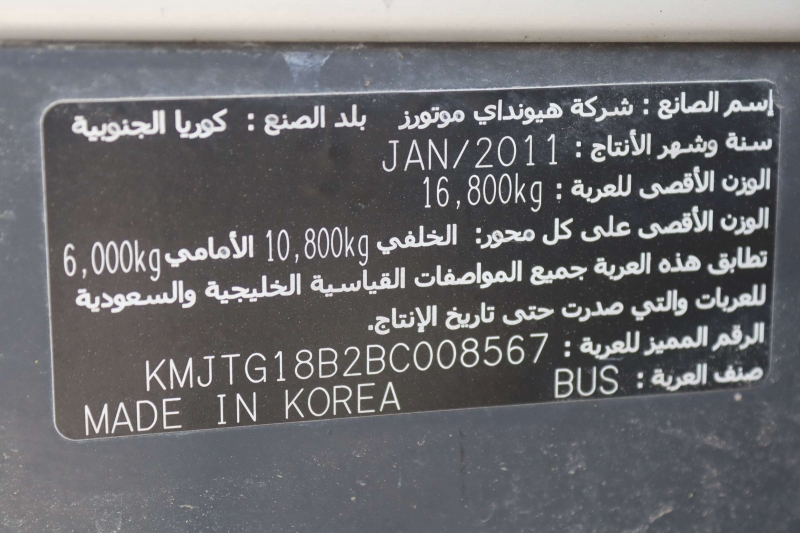 إسم الصانع : شركة هيونداي موتورز بلد الصنع : كوريا الجنوبية
سنة وشهر الأنتاج : JAN/2011
الوزن الأقصى للعربة : 16,800kg
الوزن الأقصى على كل محور: الخلفي 10,800kg الأمامي 6,000kg
تطابق هذه العربة جميع المواصفات القياسية الخليجية والسعودية
للعربات والتي صدرت حتى تاريخ الإنتاج.
الرقم المميز للعربة : KMJTG18B2BC008567
صنف العربة : BUS
MADE IN KOREA